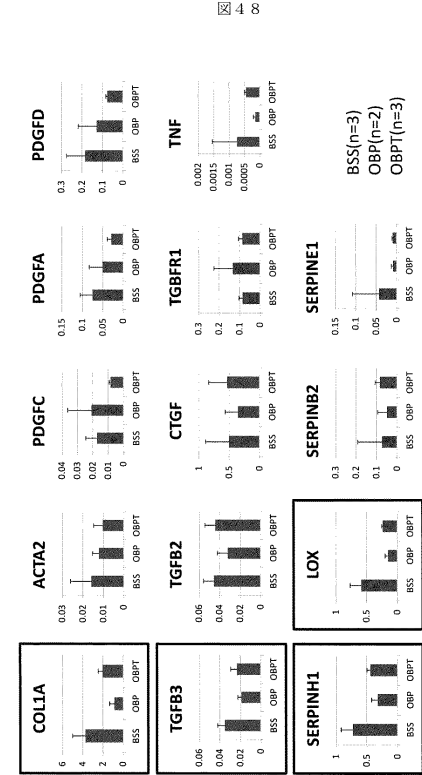 図48
COL1A
6
4
2
0
BSS OBP OBPT
ACTA2
0.03
0.02
0.01
0
BSS OBP OBPT
PDGFC
0.04
0.03
0.02
0.01
0
BSS OBP OBPT
PDGFA
0.15
0.1
0.05
0
BSS OBP OBPT
PDGFD
0.3
0.2
0.1
0
BSS OBP OBPT
TGFB3
0.06
0.04
0.02
0
BSS OBP OBPT
TGFB2
0.06
0.04
0.02
0
BSS OBP OBPT
CTGF
1
0.5
0
BSS OBP OBPT
TGBFR1
0.3
0.2
0.1
0
BSS OBP OBPT
TNF
0.002
0.0015
0.001
0.0005
0
BSS OBP OBPT
SERPINH1
1
0.5
0
BSS OBP OBPT
LOX
1
0.5
0
BSS OBP OBPT
SERPINB2
0.3
0.2
0.1
0
BSS OBP OBPT
SERPINE1
0.15
0.1
0.05
0
BSS OBP OBPT
BSS(n=3)
OBP(n=2)
OBPT(n=3)